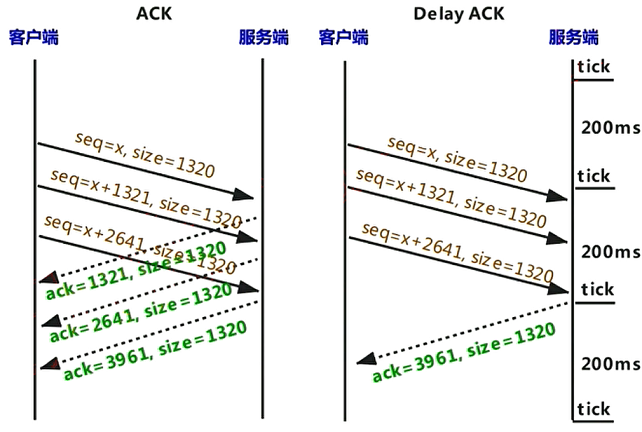 ACK
客户端
服务端
seq=x, size=1320
seq=x+1321, size=1320
seq=x+2641, size=1320
ack=1321, size=1320
ack=2641, size=1320
ack=3961, size=1320
Delay ACK
客户端
服务端
tick
200ms
seq=x, size=1320
tick
seq=x+1321, size=1320
seq=x+2641, size=1320
200ms
tick
ack=3961, size=1320
200ms
tick